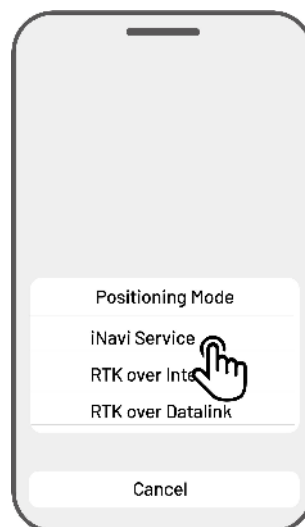 Positioning Mode
iNavi Service
RTK over Inte
RTK over Datalink
Cancel